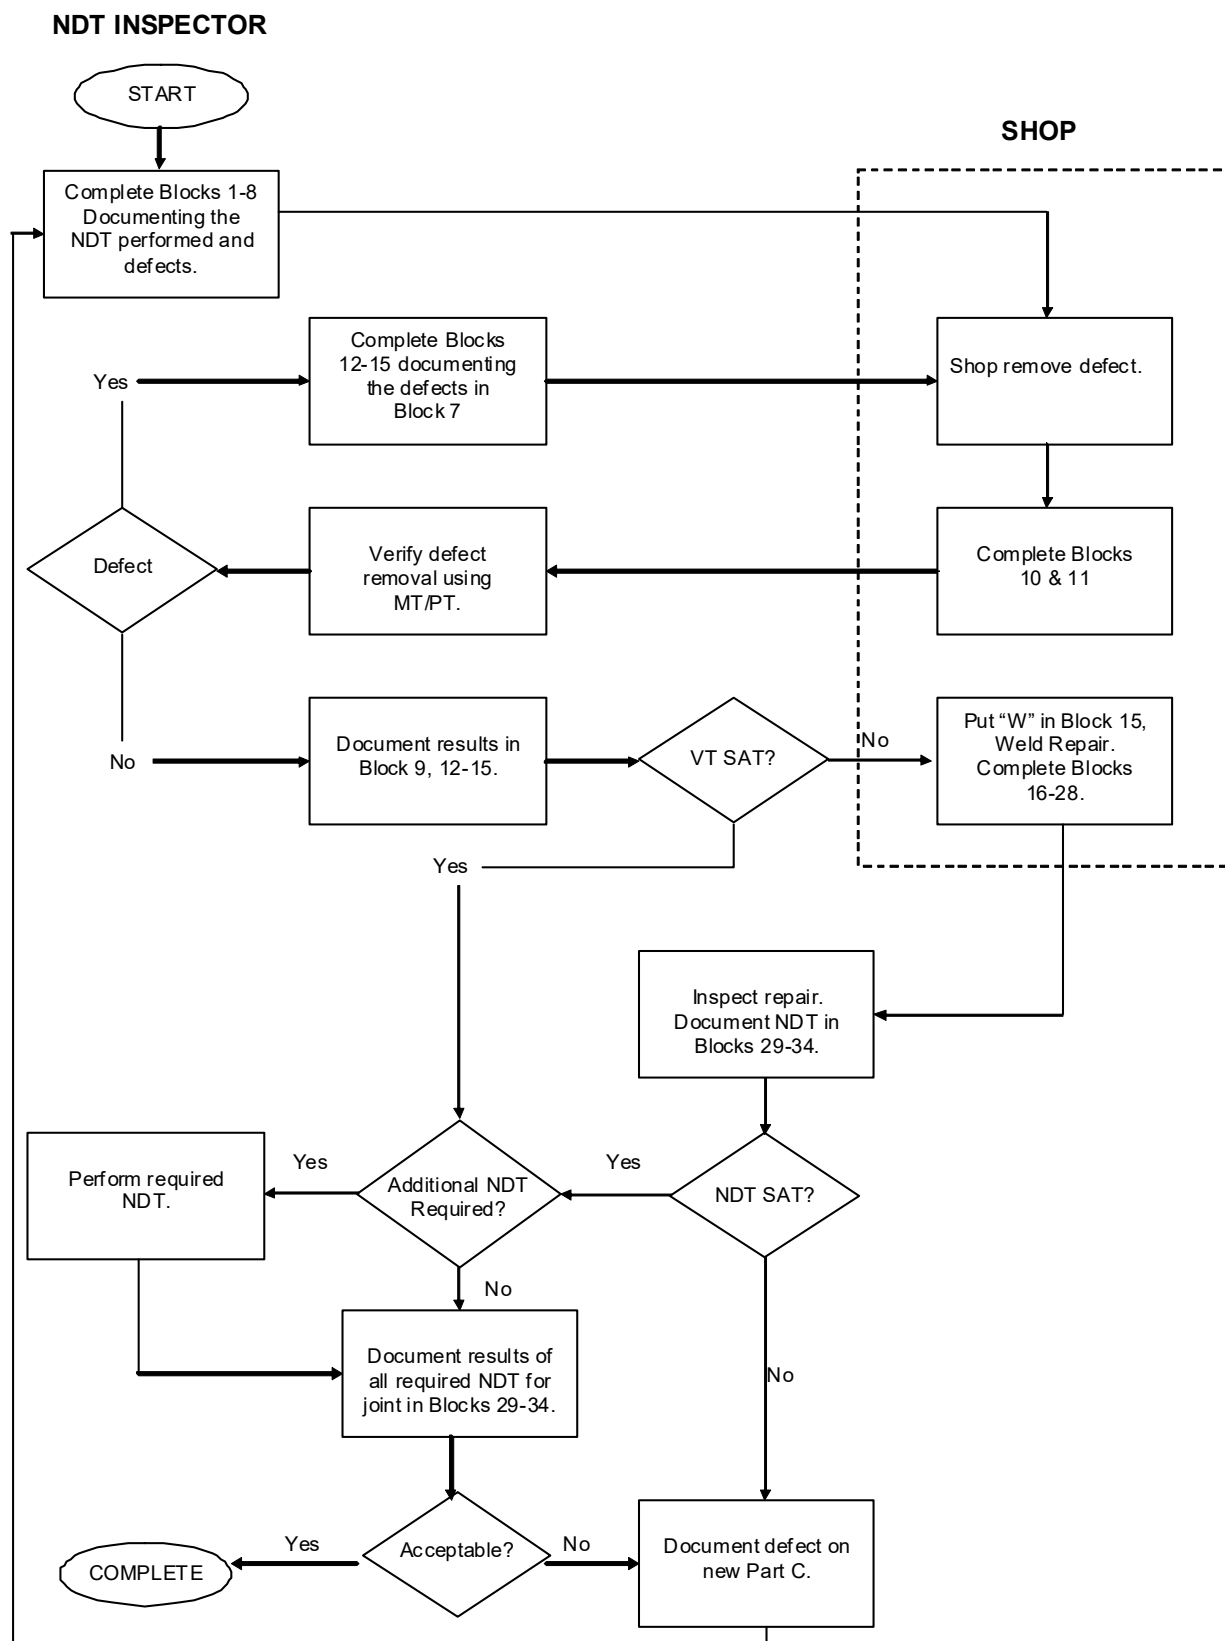 NDT INSPECTOR
START
SHOP
Complete Blocks 1-8
Documenting the
NDT performed and
defects.
Complete Blocks
12-15 documenting
the defects in
Block 7
Shop remove defect.
Yes
Defect
Verify defect
removal using
MT/PT.
Complete Blocks
10 & 11
No
Document results in
Block 9, 12-15.
VT SAT?
No
Put “W” in Block 15,
Weld Repair.
Complete Blocks
16-28.
Yes
Inspect repair.
Document NDT in
Blocks 29-34.
Perform required
NDT.
Yes
Additional NDT
Required?
Yes
NDT SAT?
No
Document results of
all required NDT for
joint in Blocks 29-34.
No
COMPLETE
Yes
Acceptable?
No
Document defect on
new Part C.